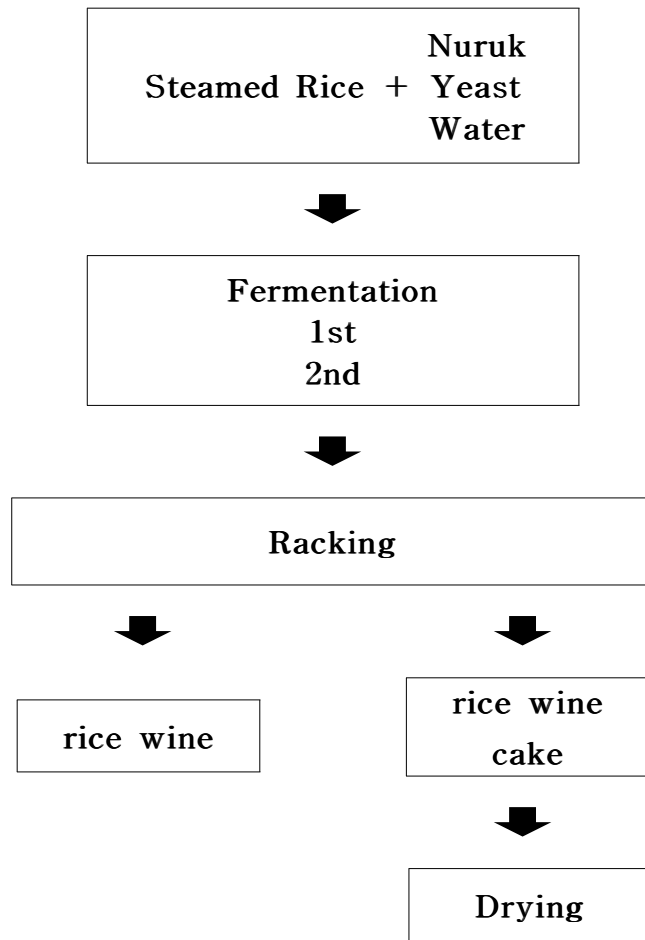 Nuruk
Steamed Rice + Yeast
Water
Fermentation
1st
2nd
Racking
rice wine
rice wine
cake
Drying